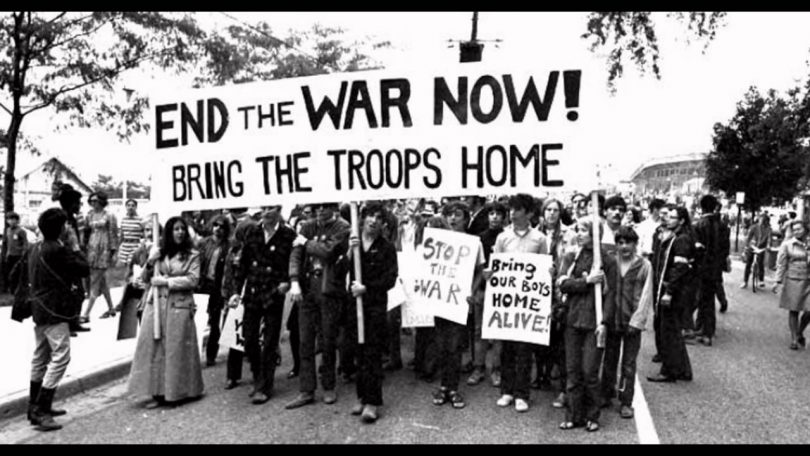 END THE WAR NOW!
BRING THE TROOPS HOME
STOP
THE
WAR
Bring
OUR
BOYS
HOME
ALIVE!